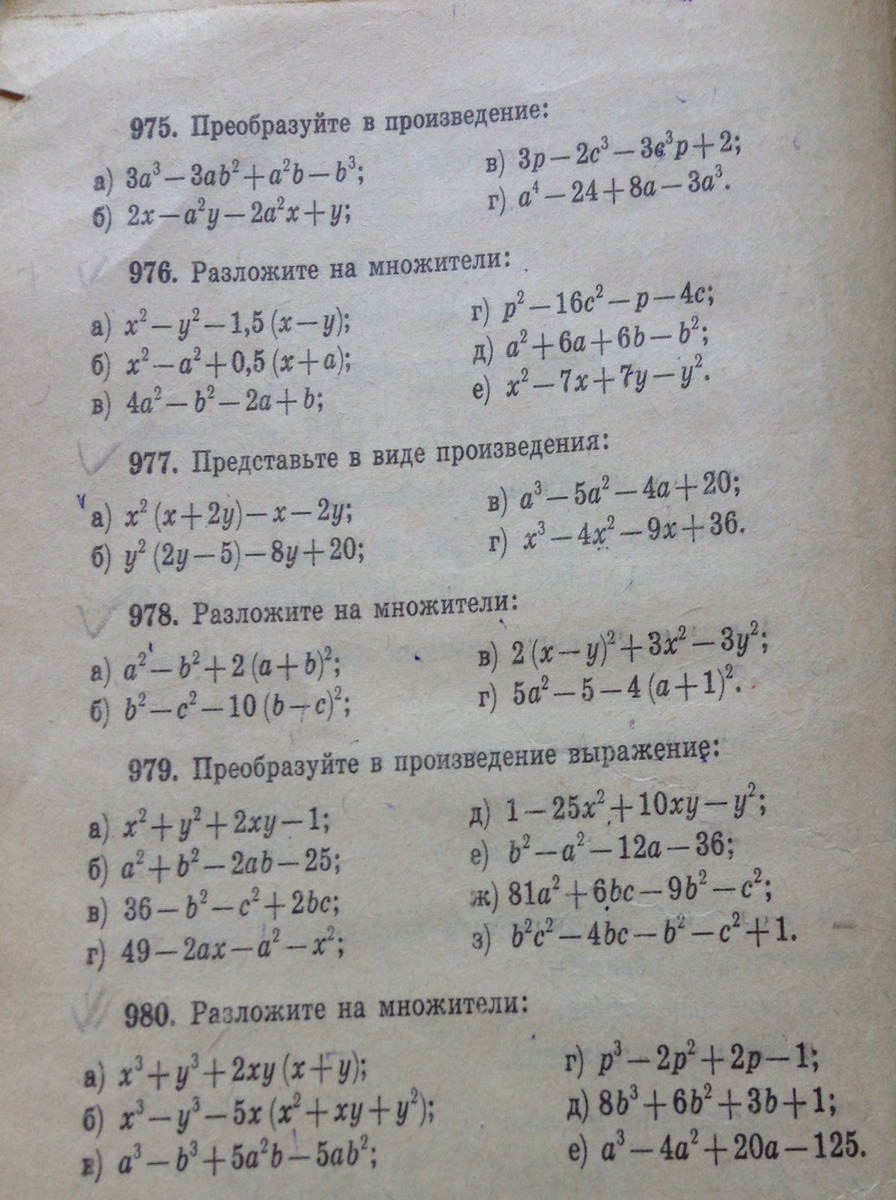 975. Преобразуйте в произведение:
а) 3a³ − 3ab² + a²b − b³;
б) 2x − a²y − 2a²x + y;
в) 3p − 2c³ − 3c³p + 2;
г) a⁴ − 24 + 8a − 3a³.
976. Разложите на множители:
а) x² − y² − 1,5 (x − y);
б) x² − a² + 0,5 (x + a);
в) 4a² − b² − 2a + b;
г) p² − 16c² − p − 4c;
д) a² + 6a + 6b − b²;
е) x² − 7x + 7y − y².
977. Представьте в виде произведения:
а) x² (x + 2y) − x − 2y;
б) y² (2y − 5) − 8y + 20;
в) a³ − 5a² − 4a + 20;
г) x³ − 4x² − 9x + 36.
978. Разложите на множители:
а) a² − b² + 2 (a + b)²;
б) b² − c² − 10 (b − c)²;
в) 2 (x − y)² + 3x² − 3y²;
г) 5a² − 5 − 4 (a + 1)².
979. Преобразуйте в произведение выражение:
а) x² + y² + 2xy − 1;
б) a² + b² − 2ab − 25;
в) 36 − b² − c² + 2bc;
г) 49 − 2ax − a² − x²;
д) 1 − 25x² + 10xy − y²;
е) b² − a² − 12a − 36;
ж) 81a² + 6bc − 9b² − c²;
з) b²c² − 4bc − b² − c² + 1.
980. Разложите на множители:
а) x³ + y³ + 2xy (x + y);
б) x³ − y³ − 5x (x² + xy + y²);
в) a³ − b³ + 5a²b − 5ab²;
г) p³ − 2p² + 2p − 1;
д) 8b³ + 6b² + 3b + 1;
е) a³ − 4a² + 20a − 125.